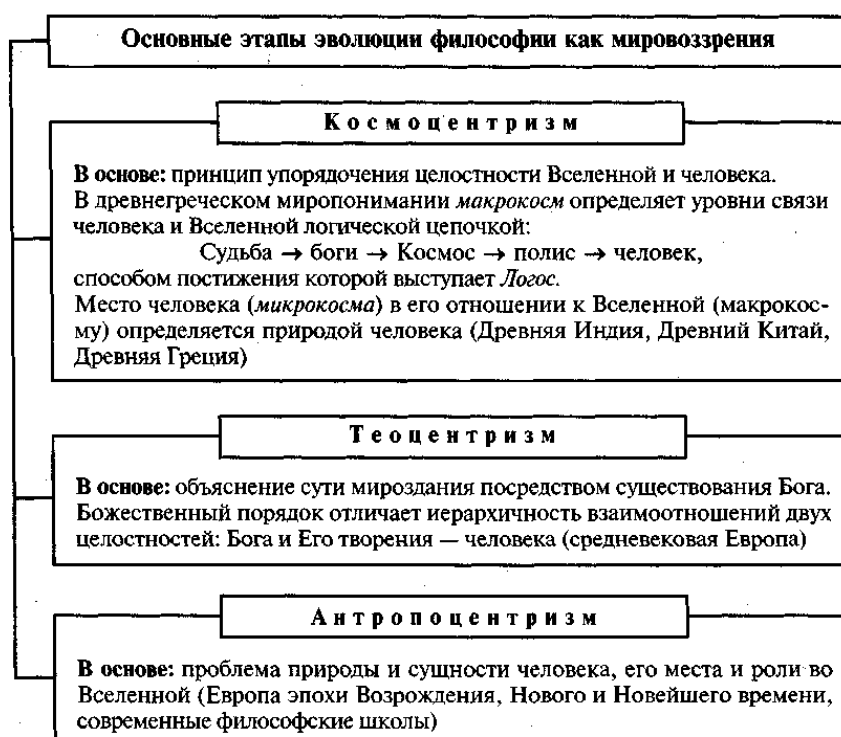 Основные этапы эволюции философии как мировоззрения
Космоцентризм
В основе: принцип упорядочения целостности Вселенной и человека.
В древнегреческом миропонимании макрокосм определяет уровни связи
человека и Вселенной логической цепочкой:
Судьба → боги → Космос → полис → человек,
способом постижения которой выступает Логос.
Место человека (микрокосма) в его отношении к Вселенной (макрокос-
му) определяется природой человека (Древняя Индия, Древний Китай,
Древняя Греция)
Теоцентризм
В основе: объяснение сути мироздания посредством существования Бога.
Божественный порядок отличает иерархичность взаимоотношений двух
целостностей: Бога и Его творения — человека (средневековая Европа)
Антропоцентризм
В основе: проблема природы и сущности человека, его места и роли во
Вселенной (Европа эпохи Возрождения, Нового и Новейшего времени,
современные философские школы)